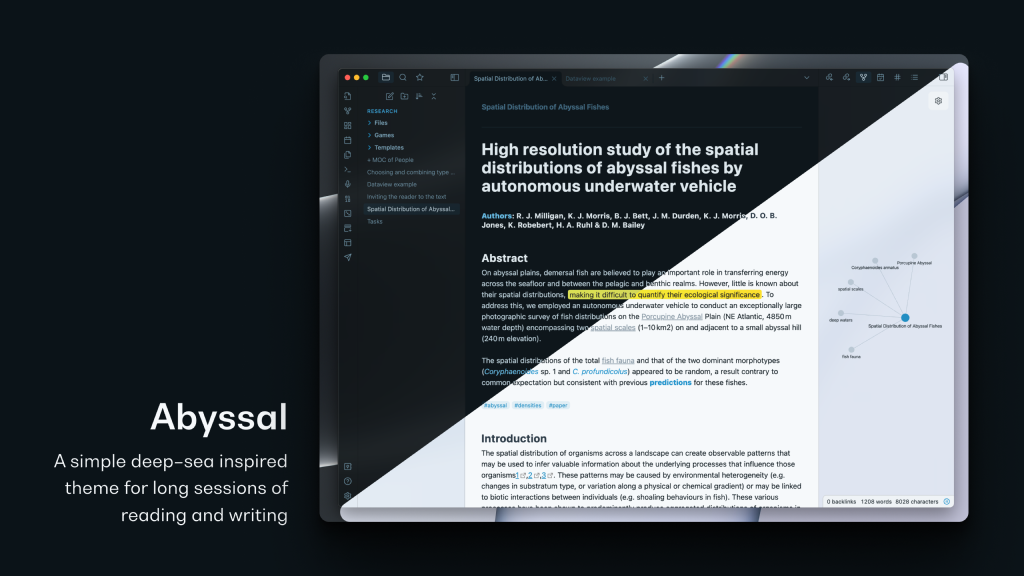 Spatial Distribution of Ab...
Dataview example
RESEARCH
Files
Games
Templates
+ MOC of People
Choosing and combining type ...
Dataview example
Inviting the reader to the text
Spatial Distribution of Abyssal...
Tasks
Spatial Distribution of Abyssal Fishes
High resolution study of the spatial
distributions of abyssal fishes by
autonomous underwater vehicle
Authors: R. J. Milligan, K. J. Morris, B. J. Bett, J. M. Durden, K. J. Morris, D. O. B.
Jones, K. Robebert, H. A. Ruhl & D. M. Bailey
Abstract
On abyssal plains, demersal fish are believed to play an important role in transferring energy
across the seafloor and between the pelagic and benthic realms. However, little is known about
their spatial distributions, making it difficult to quantify their ecological significance. To
address this, we employed an autonomous underwater vehicle to conduct an exceptionally large
photographic survey of fish distributions on the Porcupine Abyssal Plain (NE Atlantic, 4850 m
water depth) encompassing two spatial scales (1–10 km2) on and adjacent to a small abyssal hill
(240 m elevation).
The spatial distributions of the total fish fauna and that of the two dominant morphotypes
(Coryphaenoides sp. 1 and C. profundicolus) appeared to be random, a result contrary to
common expectation but consistent with previous predictions for these fishes.
#abyssal #densities #paper
Introduction
The spatial distribution of organisms across a landscape can create observable patterns that
may be used to infer valuable information about the underlying processes that influence those
organisms1,2,3. These patterns may be caused by environmental heterogeneity (e.g.
changes in substratum type, or variation along a physical or chemical gradient) or may be linked
to biotic interactions between individuals (e.g. shoaling behaviours in fish). These various
processes have been shown to predominantly produce aggregated distributions of organisms in
Porcupine Abyssal
Coryphaenoides armatus
spatial scales
deep waters
Spatial Distribution of Abyssal Fishes
fish fauna
0 backlinks 1208 words 8028 characters
Abyssal
A simple deep-sea inspired
theme for long sessions of
reading and writing